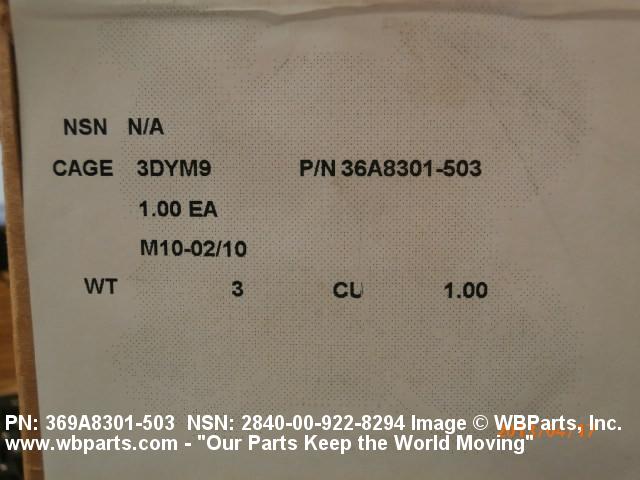 NSN N/A
CAGE 3DYM9 P/N 36A8301-503
1.00 EA
M10-02/10
WT 3 CU 1.00
PN: 369A8301-503 NSN: 2840-00-922-8294 Image © WBParts, Inc.
www.wbparts.com - "Our Parts Keep the World Moving"